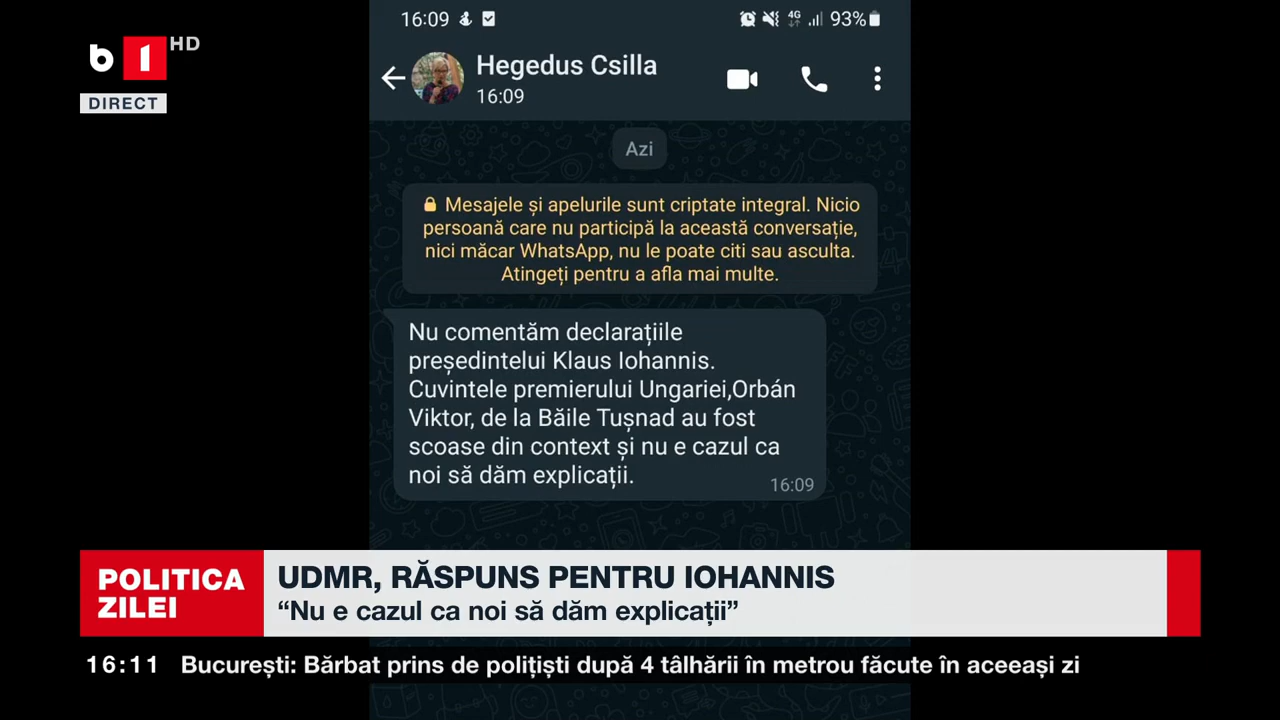 16:09
4G
93%
b 1 HD
DIRECT
Hegedus Csilla
16:09
Azi
Mesajele și apelurile sunt criptate integral. Nicio
persoană care nu participă la această conversație,
nici măcar WhatsApp, nu le poate citi sau asculta.
Atingeți pentru a afla mai multe.
Nu comentăm declarațiile
președintelui Klaus Iohannis.
Cuvintele premierului Ungariei,Orbán
Viktor, de la Băile Tușnad au fost
scoase din context și nu e cazul ca
noi să dăm explicații.
16:09
POLITICA
ZILEI
UDMR, RĂSPUNS PENTRU IOHANNIS
“Nu e cazul ca noi să dăm explicații”
16:11 București: Bărbat prins de polițiști după 4 tâlhării în metrou făcute în aceeași zi